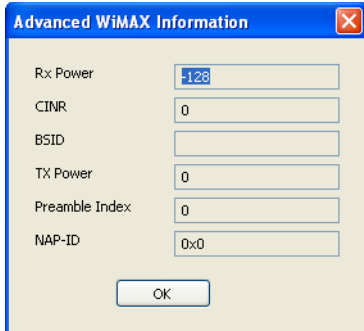 Advanced WiMAX Information
Rx Power -128
CINR 0
BSID
TX Power 0
Preamble Index 0
NAP-ID 0x0
OK